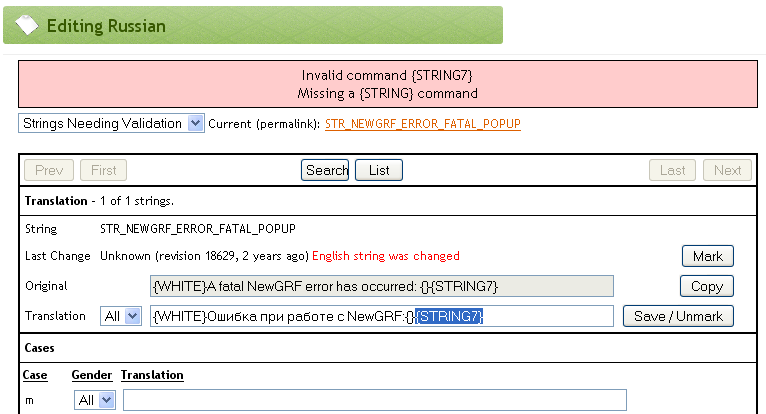 Editing Russian
Invalid command {STRING7}
Missing a {STRING} command
Strings Needing Validation Current (permalink): STR_NEWGRF_ERROR_FATAL_POPUP
Prev First Search List Last Next
Translation - 1 of 1 strings.
String STR_NEWGRF_ERROR_FATAL_POPUP
Last Change Unknown (revision 18629, 2 years ago) English string was changed Mark
Original {WHITE}A fatal NewGRF error has occurred: {}{STRING7} Copy
Translation All {WHITE}Ошибка при работе с NewGRF:{}{STRING7} Save / Unmark
Cases
Case Gender Translation
m All